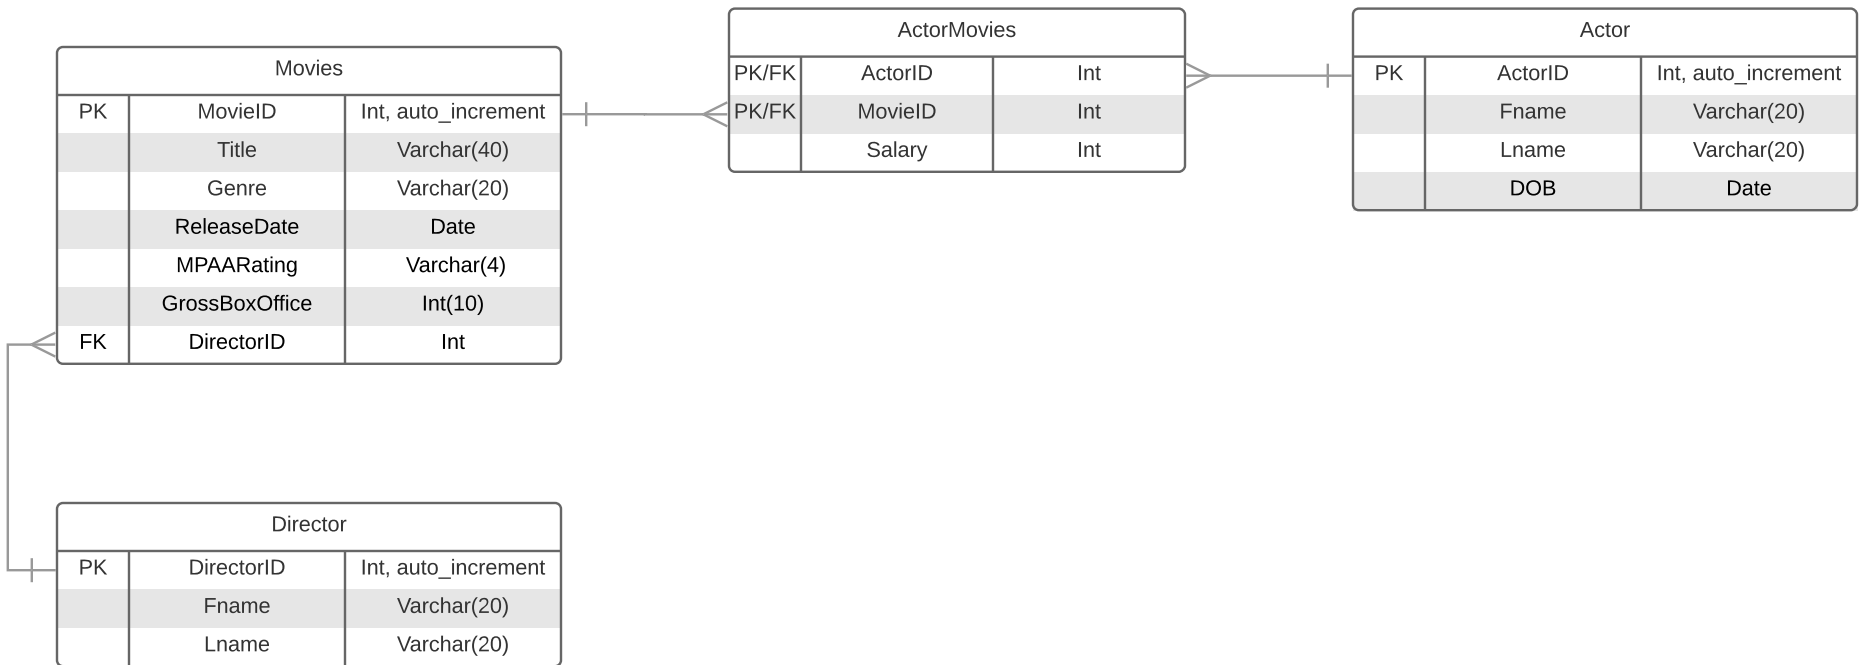 Movies
PK MovieID Int, auto_increment
Title Varchar(40)
Genre Varchar(20)
ReleaseDate Date
MPAARating Varchar(4)
GrossBoxOffice Int(10)
FK DirectorID Int
ActorMovies
PK/FK ActorID Int
PK/FK MovieID Int
Salary Int
Actor
PK ActorID Int, auto_increment
Fname Varchar(20)
Lname Varchar(20)
DOB Date
Director
PK DirectorID Int, auto_increment
Fname Varchar(20)
Lname Varchar(20)